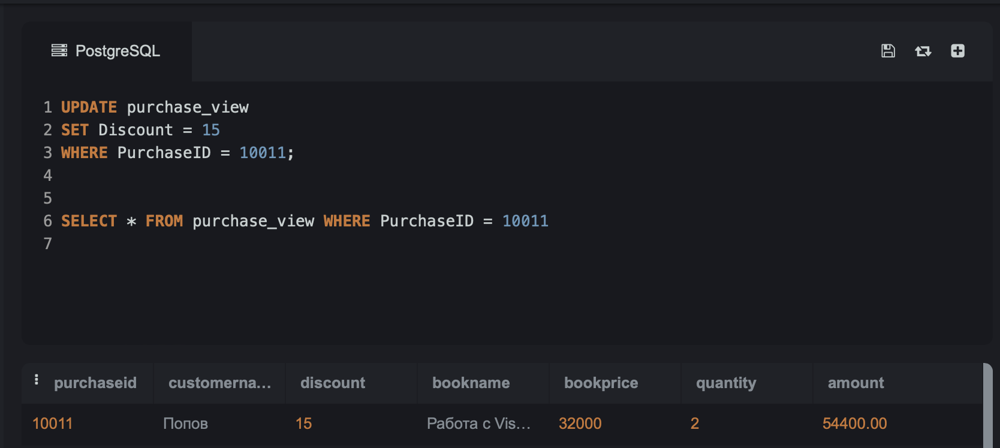 PostgreSQL
1 UPDATE purchase_view
2 SET Discount = 15
3 WHERE PurchaseID = 10011;
4
5
6 SELECT * FROM purchase_view WHERE PurchaseID = 10011
7
purchaseid customerna... discount bookname bookprice quantity amount
10011 Попов 15 Работа с Vis... 32000 2 54400.00